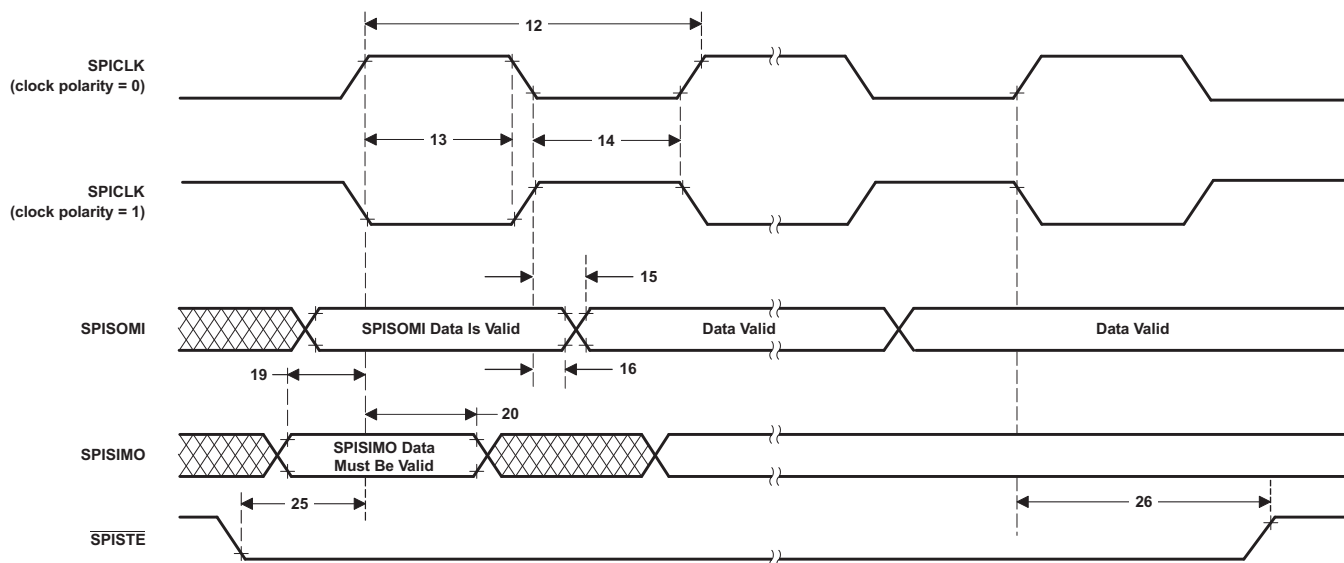 12
SPICLK
(clock polarity = 0)
13
14
SPICLK
(clock polarity = 1)
15
SPISOMI
SPISOMI Data Is Valid
Data Valid
Data Valid
19
16
20
SPISIMO
SPISIMO Data
Must Be Valid
25
26
SPISTE